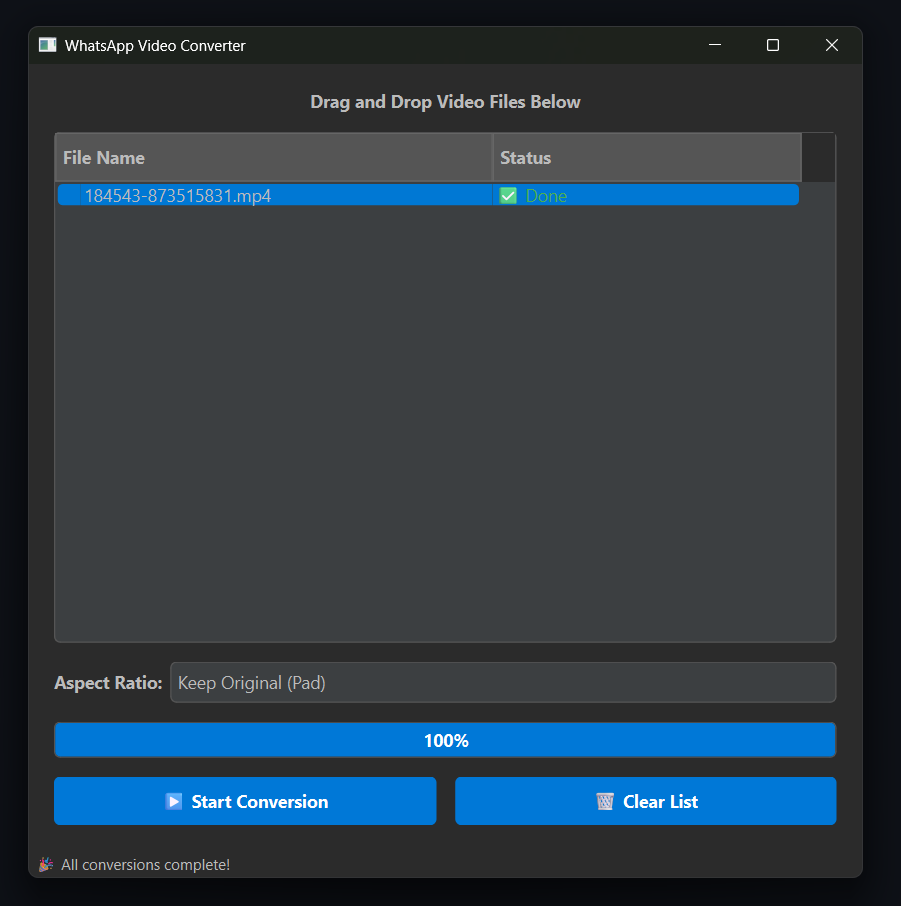 WhatsApp Video Converter
Drag and Drop Video Files Below
File Name Status
184543-873515831.mp4 ✅ Done
Aspect Ratio: Keep Original (Pad)
100%
▶️ Start Conversion 🗑️ Clear List
🎉 All conversions complete!